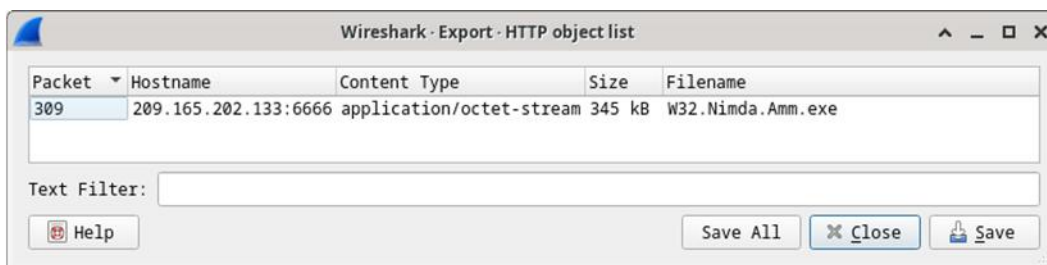 Wireshark · Export · HTTP object list
Packet Hostname Content Type Size Filename
309 209.165.202.133:6666 application/octet-stream 345 kB W32.Nimda.Amm.exe
Text Filter:
Help Save All Close Save